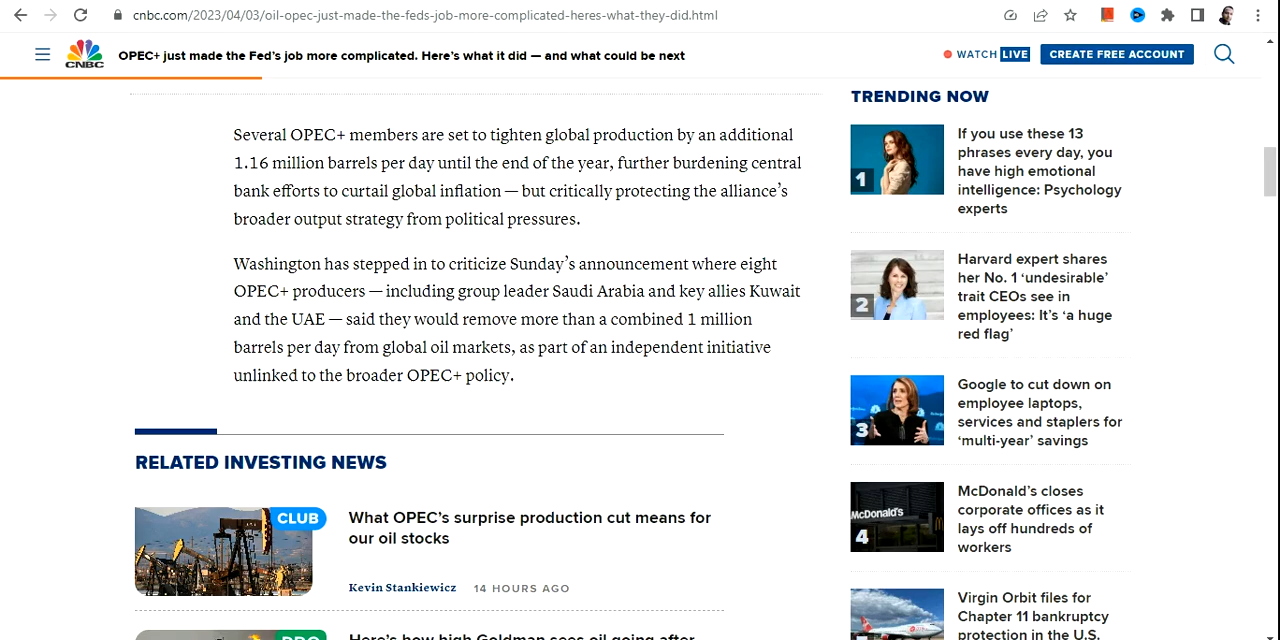 cnbc.com/2023/04/03/oil-opec-just-made-the-feds-job-more-complicated-heres-what-they-did.html
CNBC
OPEC+ just made the Fed's job more complicated. Here's what it did — and what could be next
WATCH LIVE
CREATE FREE ACCOUNT
Several OPEC+ members are set to tighten global production by an additional
1.16 million barrels per day until the end of the year, further burdening central
bank efforts to curtail global inflation — but critically protecting the alliance's
broader output strategy from political pressures.
Washington has stepped in to criticize Sunday's announcement where eight
OPEC+ producers — including group leader Saudi Arabia and key allies Kuwait
and the UAE — said they would remove more than a combined 1 million
barrels per day from global oil markets, as part of an independent initiative
unlinked to the broader OPEC+ policy.
RELATED INVESTING NEWS
CLUB
What OPEC's surprise production cut means for
our oil stocks
Kevin Stankiewicz
14 HOURS AGO
PRO
Here's how high Goldman sees oil going after
TRENDING NOW
1
If you use these 13
phrases every day, you
have high emotional
intelligence: Psychology
experts
2
Harvard expert shares
her No. 1 'undesirable'
trait CEOs see in
employees: It's 'a huge
red flag'
3
Google to cut down on
employee laptops,
services and staplers for
'multi-year' savings
McDonald's
4
McDonald's closes
corporate offices as it
lays off hundreds of
workers
Virgin Orbit files for
Chapter 11 bankruptcy
protection in the U.S.